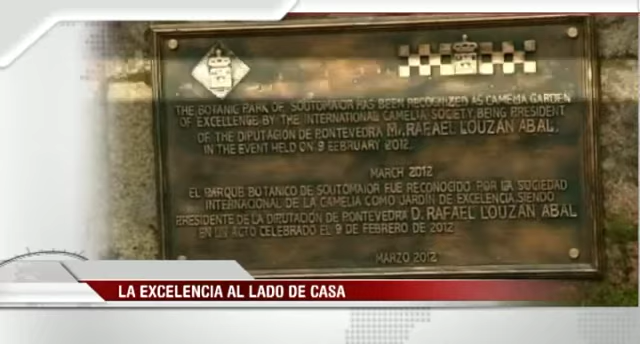 THE BOTANIC PARK OF SOUTOMAIOR HAS BEEN RECOGNIZED AS CAMELIA GARDEN
OF EXCELLENCE BY THE INTERNATIONAL CAMELIA SOCIETY BEING PRESIDENT
OF THE DIPUTACION DE PONTEVEDRA Mr. RAFAEL LOUZÁN ABAL,
IN THE EVENT HELD ON 9 FEBRUARY 2012.
MARCH 2012
EL PARQUE BOTANICO DE SOUTOMAIOR FUE RECONOCIDO POR LA SOCIEDAD
INTERNACIONAL DE LA CAMELIA COMO JARDÍN DE EXCELENCIA SIENDO
PRESIDENTE DE LA DIPUTACIÓN DE PONTEVEDRA D. RAFAEL LOUZÁN ABAL
EN UN ACTO CELEBRADO EL 9 DE FEBRERO DE 2012
MARZO 2012
LA EXCELENCIA AL LADO DE CASA